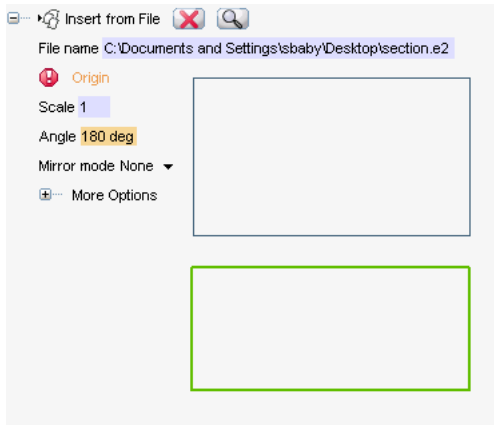 Insert from File
File name C:\Documents and Settings\sbaby\Desktop\section.e2
Origin
Scale 1
Angle 180 deg
Mirror mode None
More Options